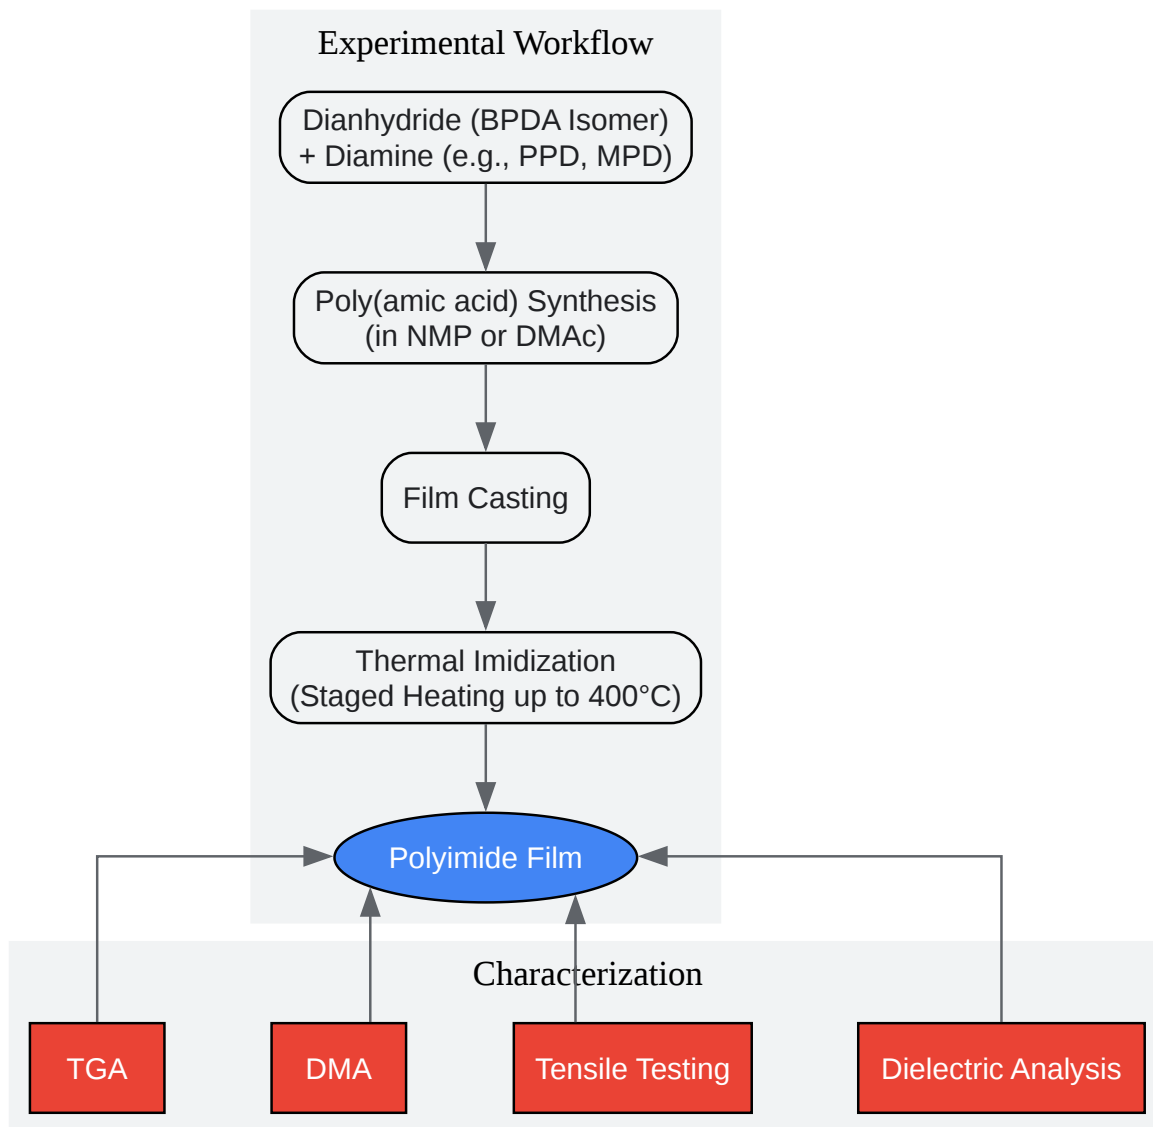 Experimental Workflow
Dianhydride (BPDA Isomer)
+ Diamine (e.g., PPD, MPD)
Poly(amic acid) Synthesis
(in NMP or DMAc)
Film Casting
Thermal Imidization
(Staged Heating up to 400°C)
Polyimide Film
Characterization
TGA
DMA
Tensile Testing
Dielectric Analysis